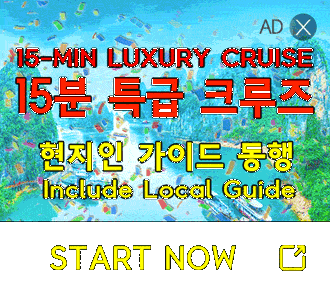 AD X
15-MIN LUXURY CRUISE
15분 특급 크루즈
현지인 가이드 동행
Include Local Guide
START NOW